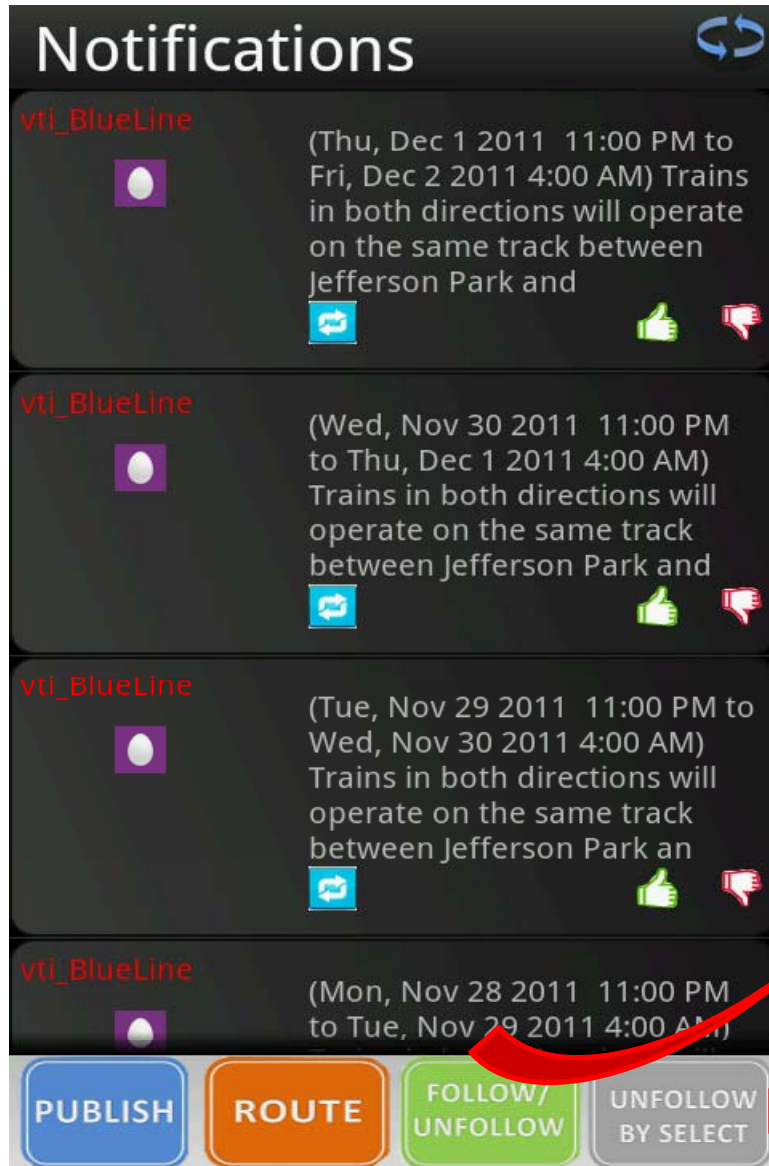 Notifications
vti_BlueLine
(Thu, Dec 1 2011 11:00 PM to
Fri, Dec 2 2011 4:00 AM) Trains
in both directions will operate
on the same track between
Jefferson Park and
vti_BlueLine
(Wed, Nov 30 2011 11:00 PM
to Thu, Dec 1 2011 4:00 AM)
Trains in both directions will
operate on the same track
between Jefferson Park and
vti_BlueLine
(Tue, Nov 29 2011 11:00 PM to
Wed, Nov 30 2011 4:00 AM)
Trains in both directions will
operate on the same track
between Jefferson Park an
vti_BlueLine
(Mon, Nov 28 2011 11:00 PM
to Tue, Nov 29 2011 4:00 AM)
PUBLISH
ROUTE
FOLLOW/
UNFOLLOW
UNFOLLOW
BY SELECT